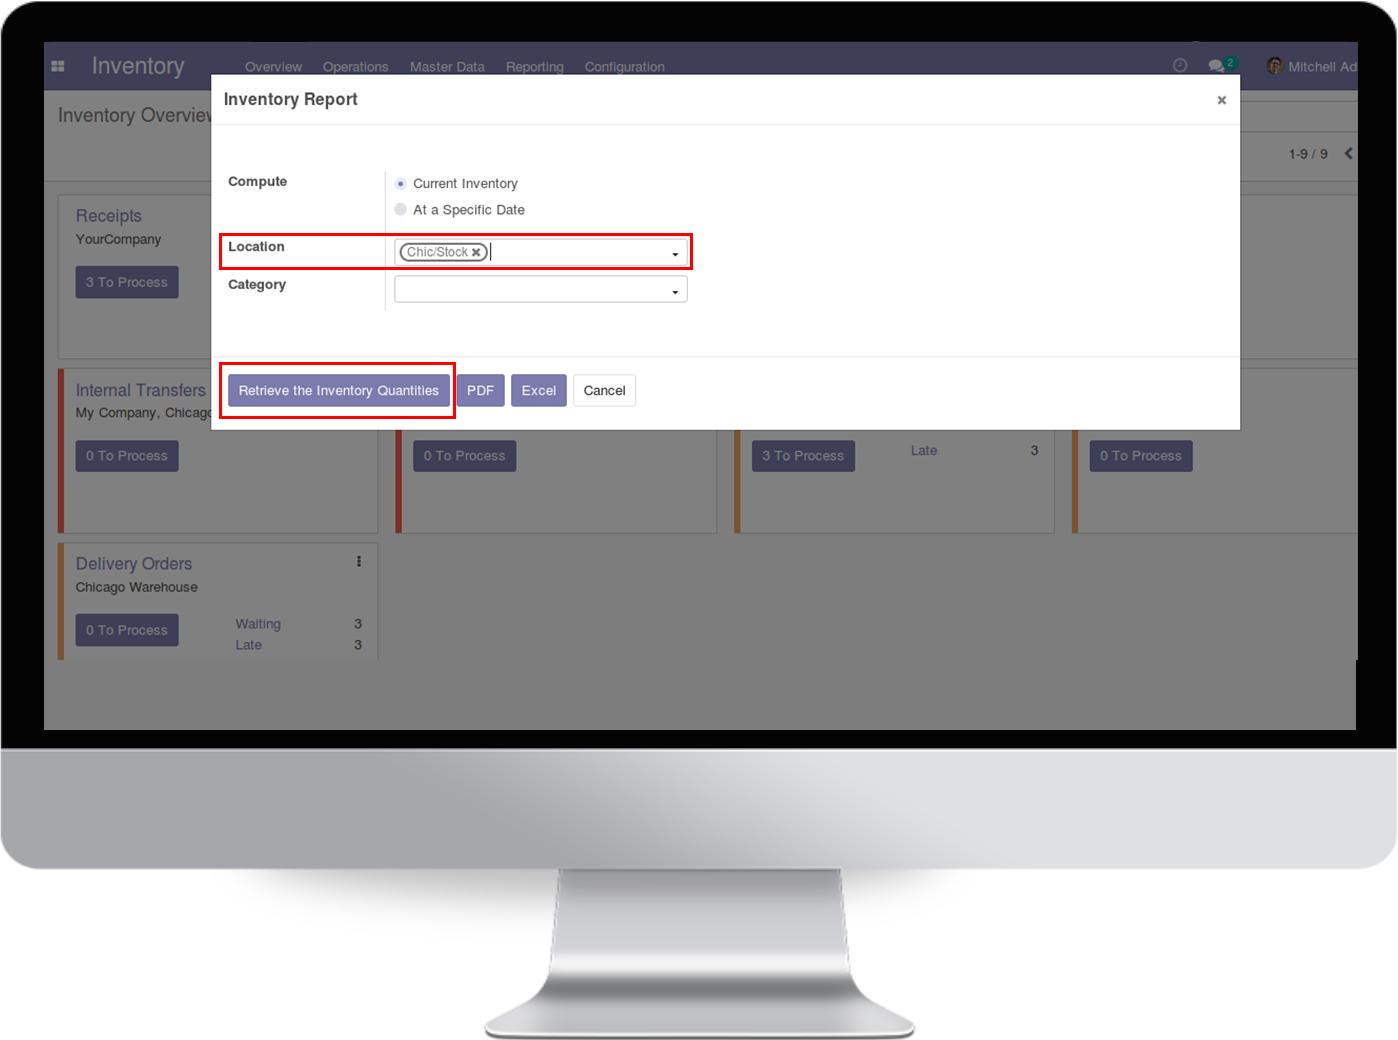 Inventory Overview Operations Master Data Reporting Configuration 2 Mitchell Ad
Inventory Overview
Inventory Report
×
1-9 / 9
Compute
Current Inventory
At a Specific Date
Location Chic/Stock
Category
Retrieve the Inventory Quantities PDF Excel Cancel
Receipts
YourCompany
3 To Process
Internal Transfers
My Company, Chicago
0 To Process
0 To Process
3 To Process Late 3
0 To Process
Delivery Orders
Chicago Warehouse
0 To Process Waiting 3
Late 3